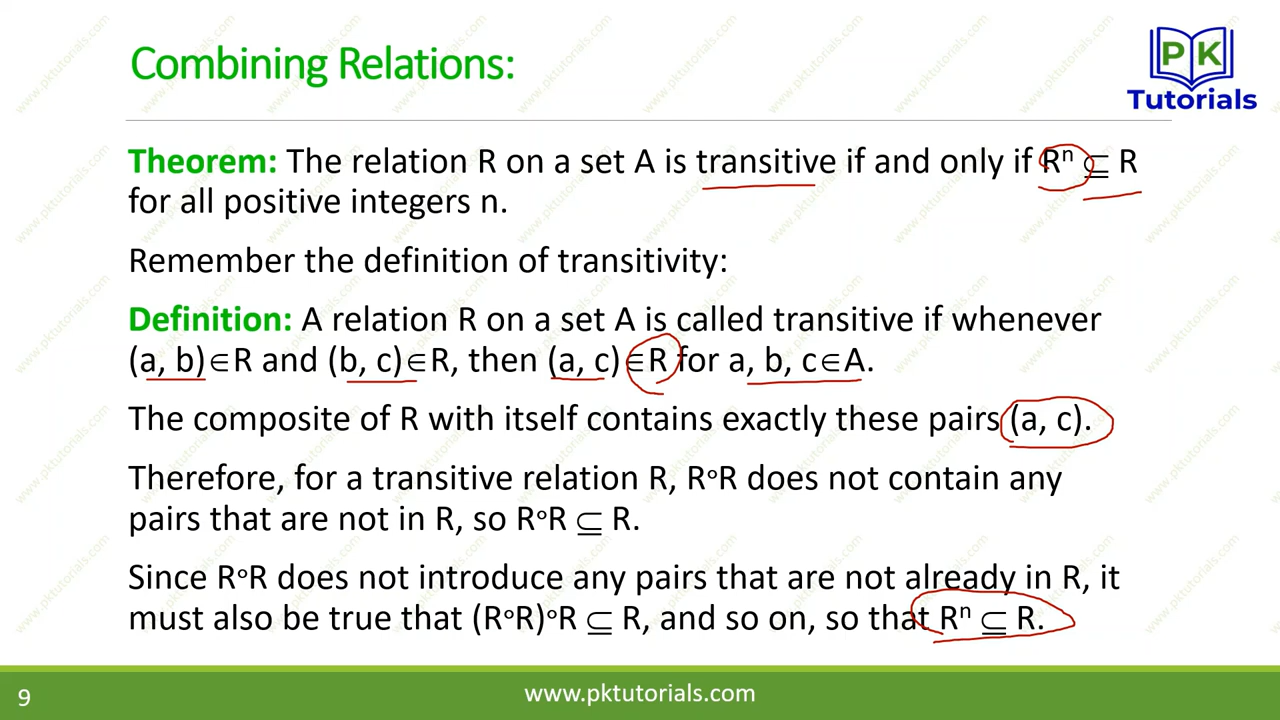 Combining Relations:
PK
Tutorials
Theorem: The relation R on a set A is transitive if and only if Rⁿ ⊆ R
for all positive integers n.
Remember the definition of transitivity:
Definition: A relation R on a set A is called transitive if whenever
(a, b)∈R and (b, c)∈R, then (a, c)∈R for a, b, c∈A.
The composite of R with itself contains exactly these pairs (a, c).
Therefore, for a transitive relation R, R∘R does not contain any
pairs that are not in R, so R∘R ⊆ R.
Since R∘R does not introduce any pairs that are not already in R, it
must also be true that (R∘R)∘R ⊆ R, and so on, so that Rⁿ ⊆ R.
9
www.pktutorials.com